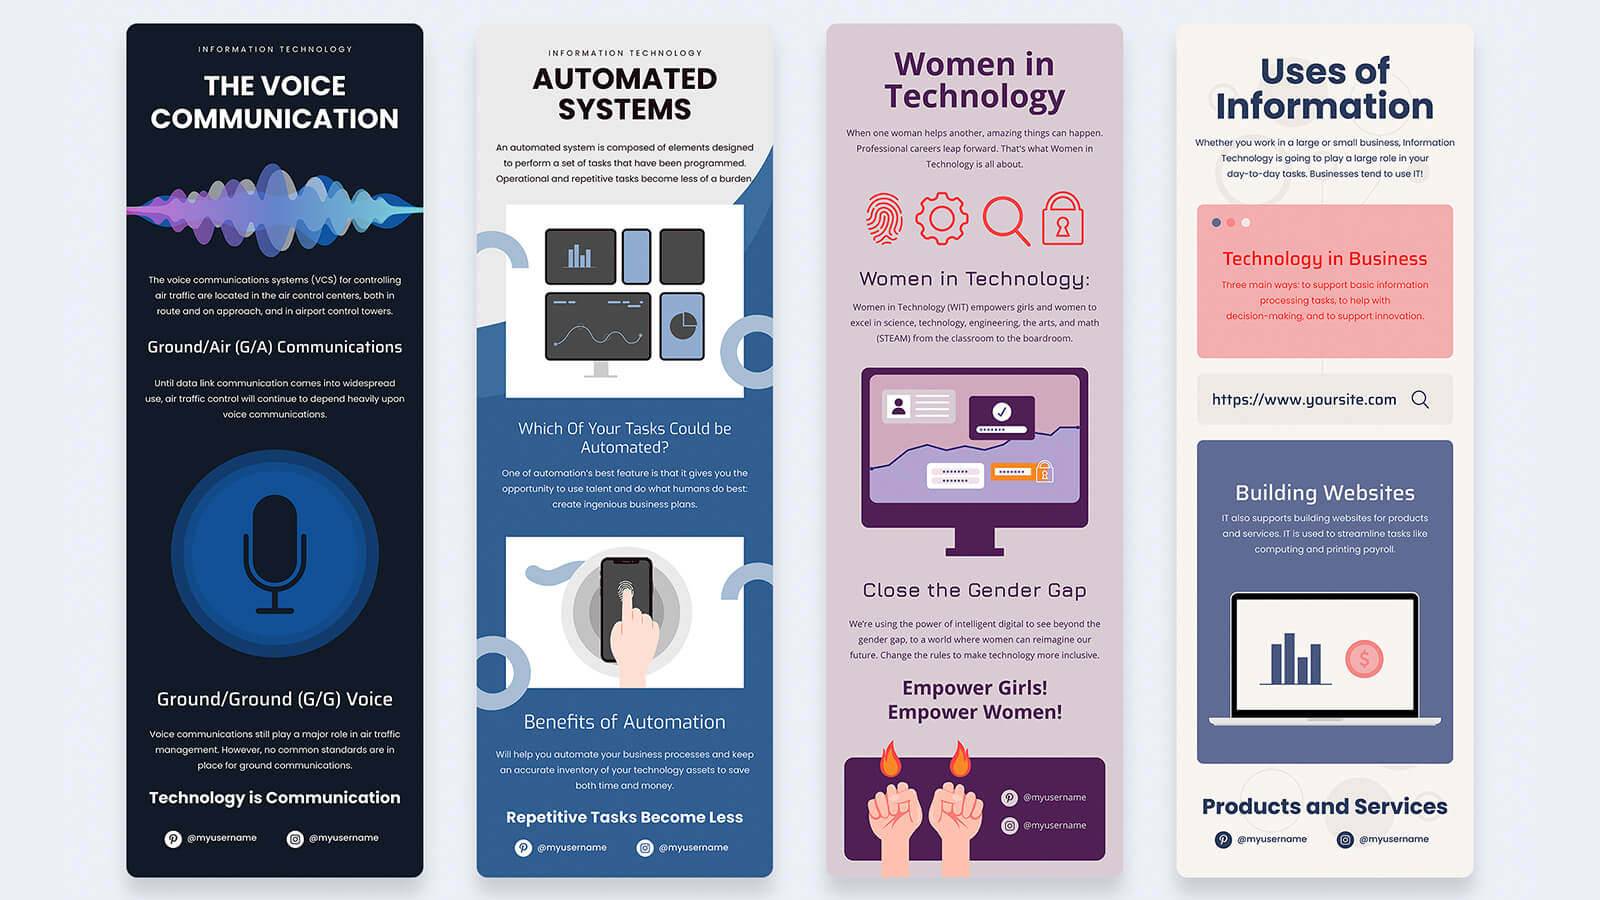 INFORMATION TECHNOLOGY
THE VOICE
COMMUNICATION
The voice communications systems (VCS) for controlling
air traffic are located in the air control centers, both in
route and on approach, and in airport control towers.
Ground/Air (G/A) Communications
Until data link communication comes into widespread
use, air traffic control will continue to depend heavily upon
voice communications.
Ground/Ground (G/G) Voice
Voice communications still play a major role in air traffic
management. However, no common standards are in
place for ground communications.
Technology is Communication
@myusername
@myusername
INFORMATION TECHNOLOGY
AUTOMATED
SYSTEMS
An automated system is composed of elements designed
to perform a set of tasks that have been programmed.
Operational and repetitive tasks become less of a burden.
Which Of Your Tasks Could be
Automated?
One of automation's best feature is that it gives you the
opportunity to use talent and do what humans do best:
create ingenious business plans.
Benefits of Automation
Will help you automate your business processes and keep
an accurate inventory of your technology assets to save
both time and money.
Repetitive Tasks Become Less
@myusername
@myusername
Women in
Technology
When one woman helps another, amazing things can happen.
Professional careers leap forward. That's what Women in
Technology is all about.
Women in Technology:
Women in Technology (WIT) empowers girls and women to
excel in science, technology, engineering, the arts, and math
(STEAM) from the classroom to the boardroom.
Close the Gender Gap
We're using the power of intelligent digital to see beyond the
gender gap, to a world where women can reimagine our
future. Change the rules to make technology more inclusive.
Empower Girls!
Empower Women!
@myusername
@myusername
Uses of
Information
Whether you work in a large or small business, Information
Technology is going to play a large role in your
day-to-day tasks. Businesses tend to use IT!
Technology in Business
Three main ways: to support basic information
processing tasks, to help with
decision-making, and to support innovation.
https://www.yoursite.com
Building Websites
IT also supports building websites for products
and services. IT is used to streamline tasks like
computing and printing payroll.
$
Products and Services
@myusername
@myusername